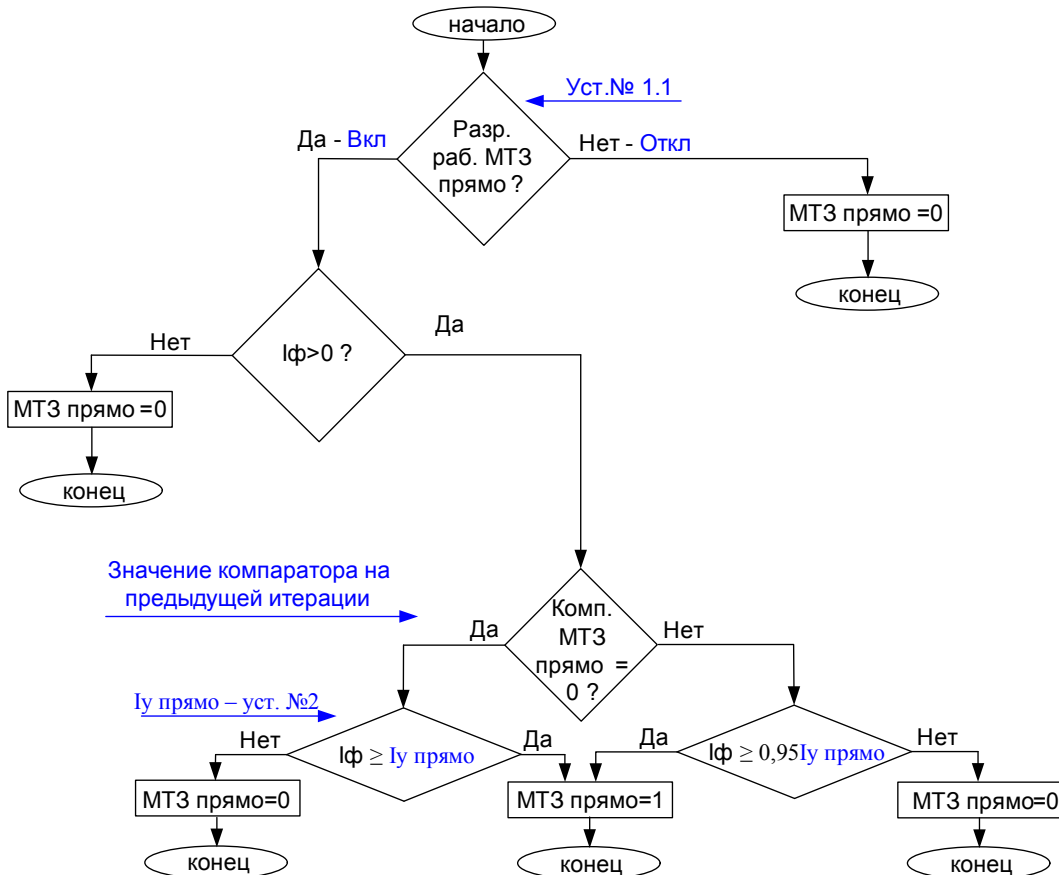 начало
Уст.№ 1.1
Да - Вкл
Разр.
раб. МТЗ
прямо ?
Нет - Откл
МТЗ прямо =0
конец
Нет
Iф>0 ?
Да
МТЗ прямо =0
конец
Значение компаратора на
предыдущей итерации
Да
Комп.
МТЗ
прямо =
0 ?
Нет
Iу прямо – уст. №2
Нет
Iф ≥ Iу прямо
Да
Да
Iф ≥ 0,95Iу прямо
Нет
МТЗ прямо=0
МТЗ прямо=1
МТЗ прямо=0
конец
конец
конец